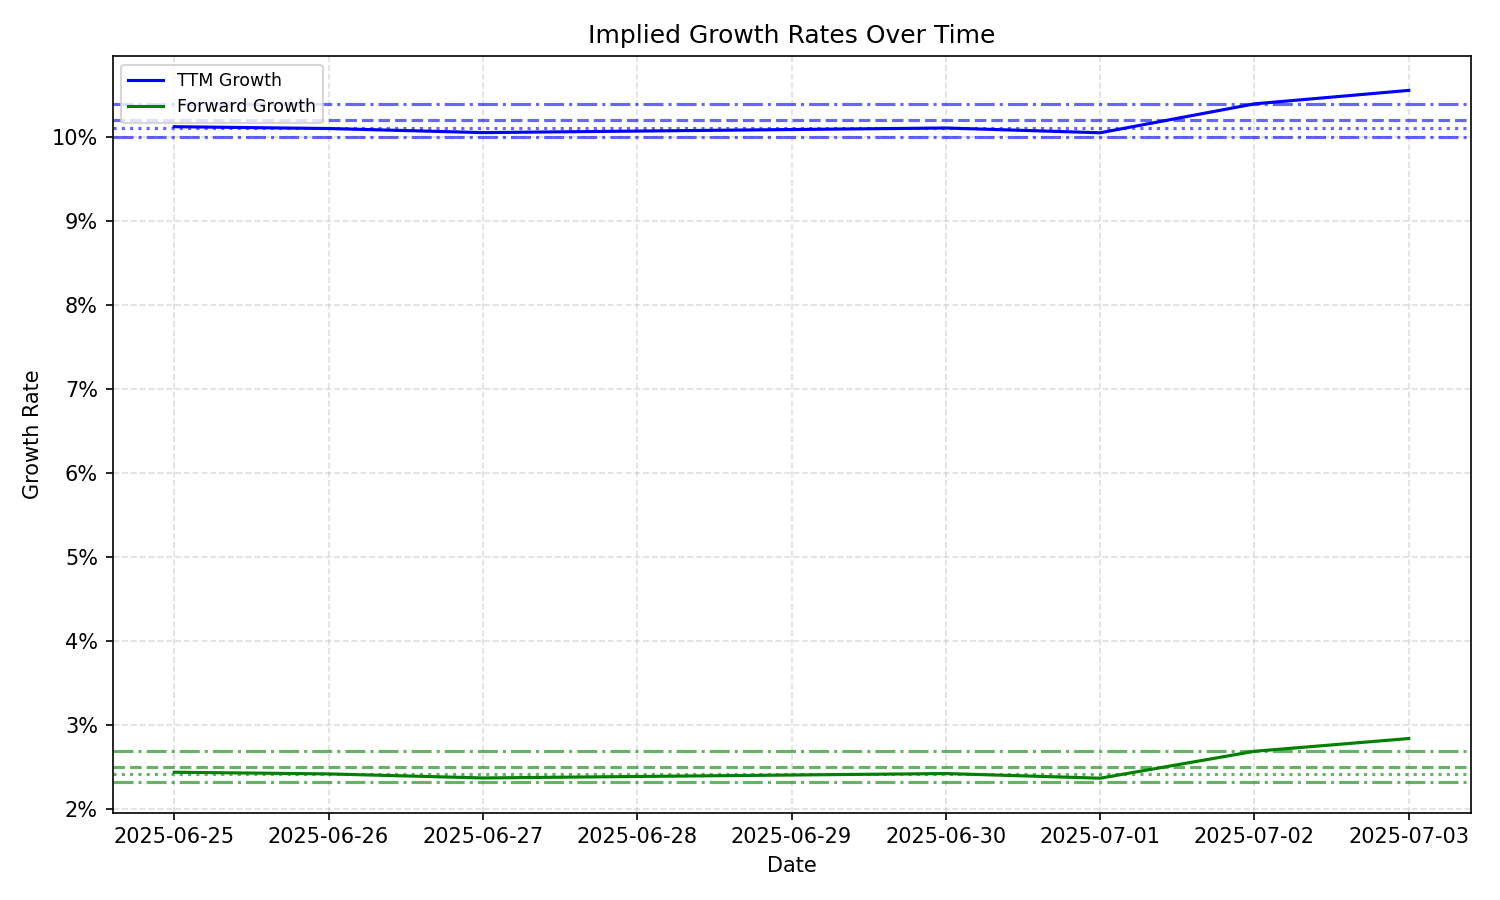 Implied Growth Rates Over Time
TTM Growth
Forward Growth
10%
9%
8%
7%
6%
5%
4%
3%
2%
Growth Rate
2025-06-25 2025-06-26 2025-06-27 2025-06-28 2025-06-29 2025-06-30 2025-07-01 2025-07-02 2025-07-03
Date